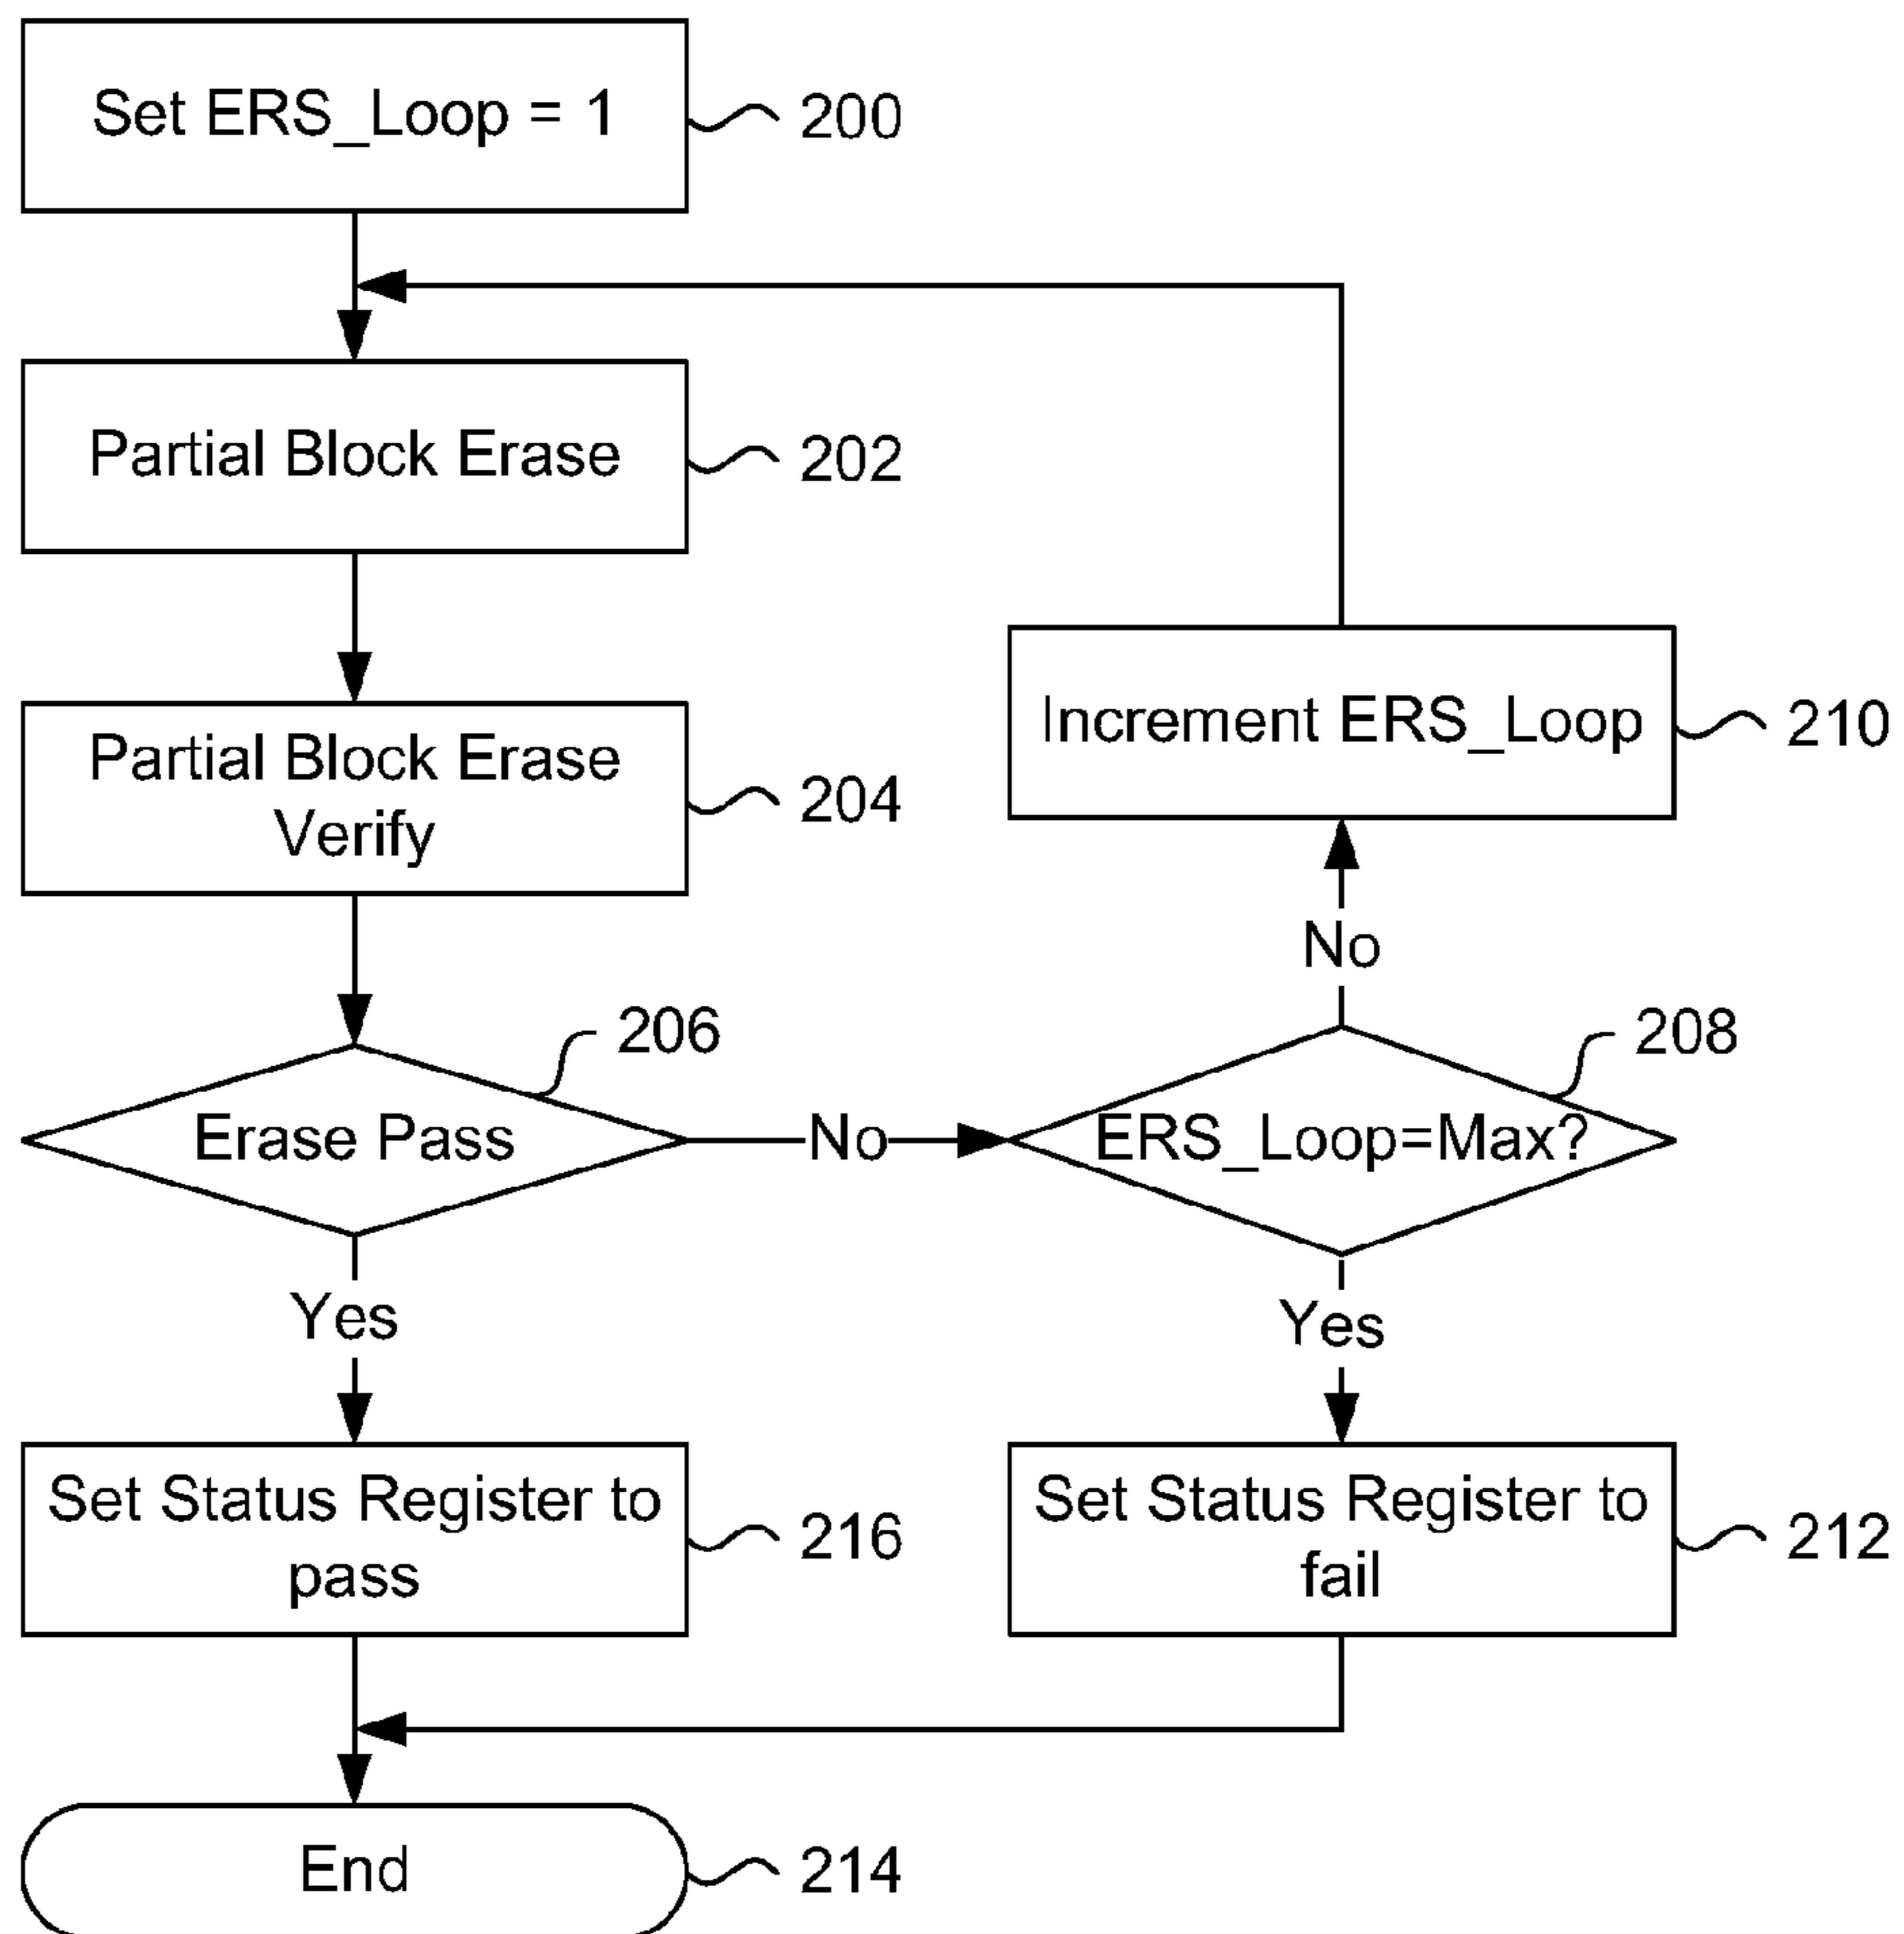 Set ERS_Loop = 1
200
Partial Block Erase
202
Partial Block Erase
Verify
204
Increment ERS_Loop
210
No
206
208
Erase Pass
No
ERS_Loop=Max?
Yes
Yes
Set Status Register to
pass
216
Set Status Register to
fail
212
End
214